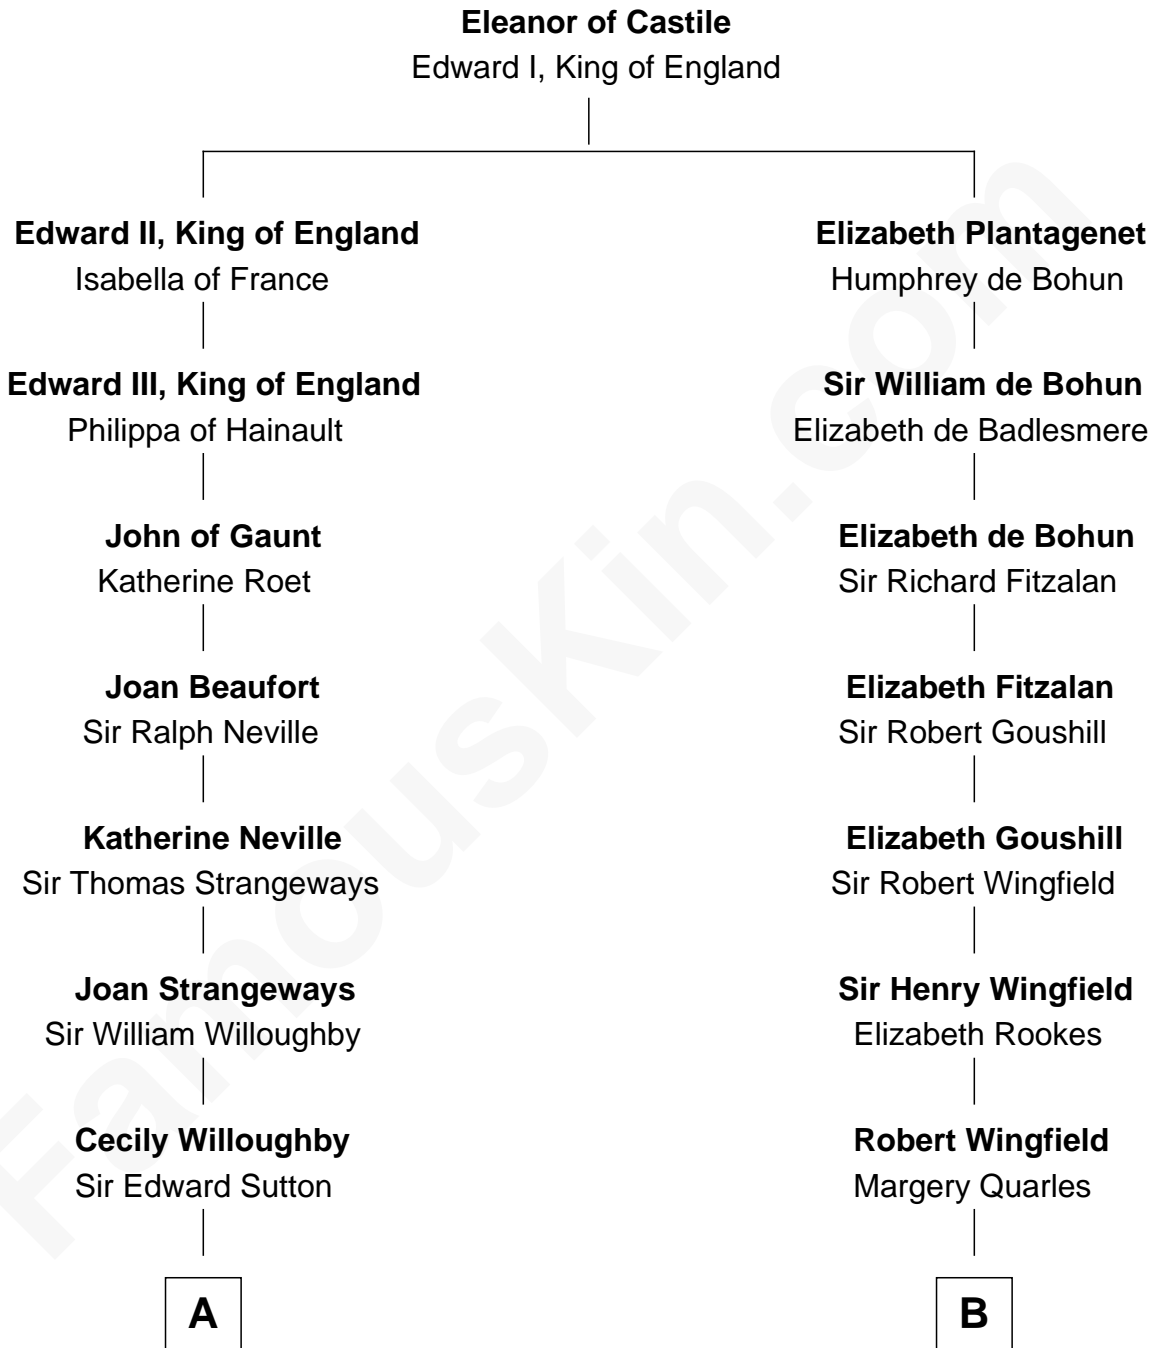 Eleanor of Castile
Edward I, King of England
Edward II, King of England
Isabella of France
Elizabeth Plantagenet
Humphrey de Bohun
Edward III, King of England
Philippa of Hainault
Sir William de Bohun
Elizabeth de Badlesmere
John of Gaunt
Katherine Roet
Elizabeth de Bohun
Sir Richard Fitzalan
Joan Beaufort
Sir Ralph Neville
Elizabeth Fitzalan
Sir Robert Goushill
Katherine Neville
Sir Thomas Strangeways
Elizabeth Goushill
Sir Robert Wingfield
Joan Strangeways
Sir William Willoughby
Sir Henry Wingfield
Elizabeth Rookes
Cecily Willoughby
Sir Edward Sutton
Robert Wingfield
Margery Quarles
A
B
FamousKin.com